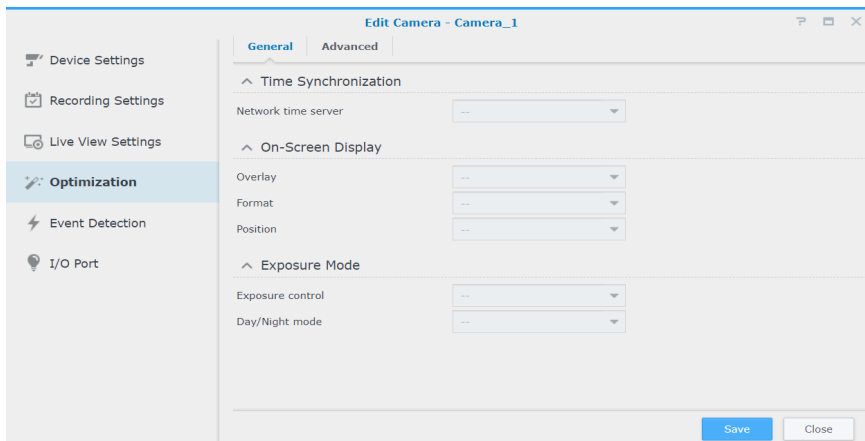 Edit Camera - Camera_1
Device Settings
Recording Settings
Live View Settings
Optimization
Event Detection
I/O Port
General Advanced
Time Synchronization
Network time server --
On-Screen Display
Overlay --
Format --
Position --
Exposure Mode
Exposure control --
Day/Night mode --
Save Close